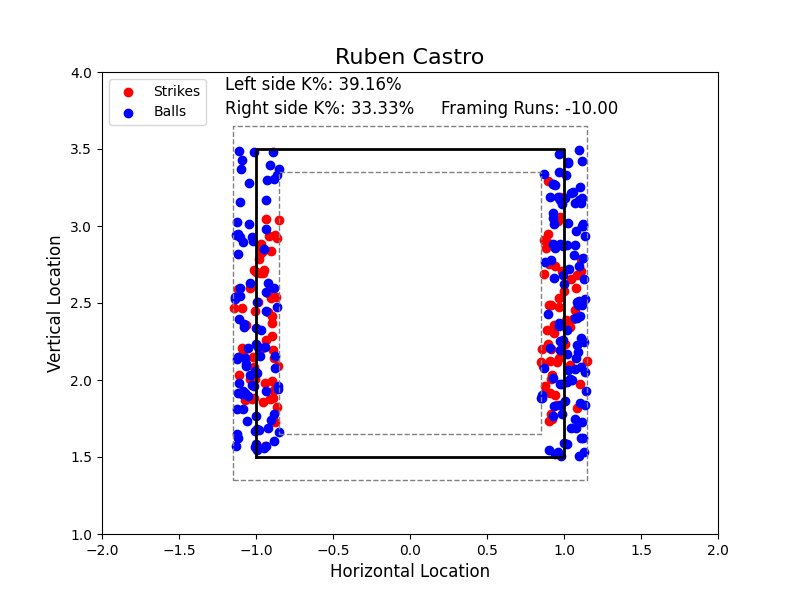 Ruben Castro
Strikes
Balls
Left side K%: 39.16%
Right side K%: 33.33%
Framing Runs: -10.00
4.0
3.5
3.0
2.5
2.0
1.5
1.0
Vertical Location
−2.0
−1.5
−1.0
−0.5
0.0
0.5
1.0
1.5
2.0
Horizontal Location